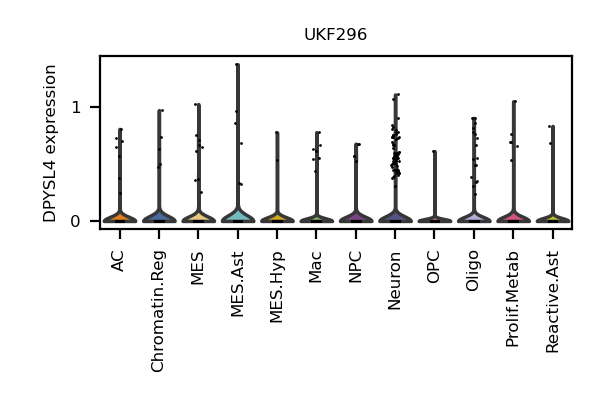 UKF296
DPYSL4 expression
1
0
AC
Chromatin.Reg
MES
MES.Ast
MES.Hyp
Mac
NPC
Neuron
OPC
Oligo
Prolif.Metab
Reactive.Ast